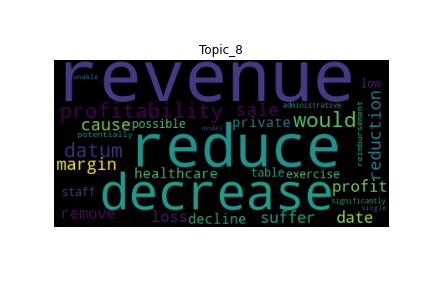 Topic_8
unable
revenue
low
administrative
profitability
sale
reduction
cause
possible
private
would
reimbursement
potentially
model
datum
reduce
margin
healthcare
table
exercise
staff
decrease
profit
significantly
remove
loss
decline
suffer
date
single